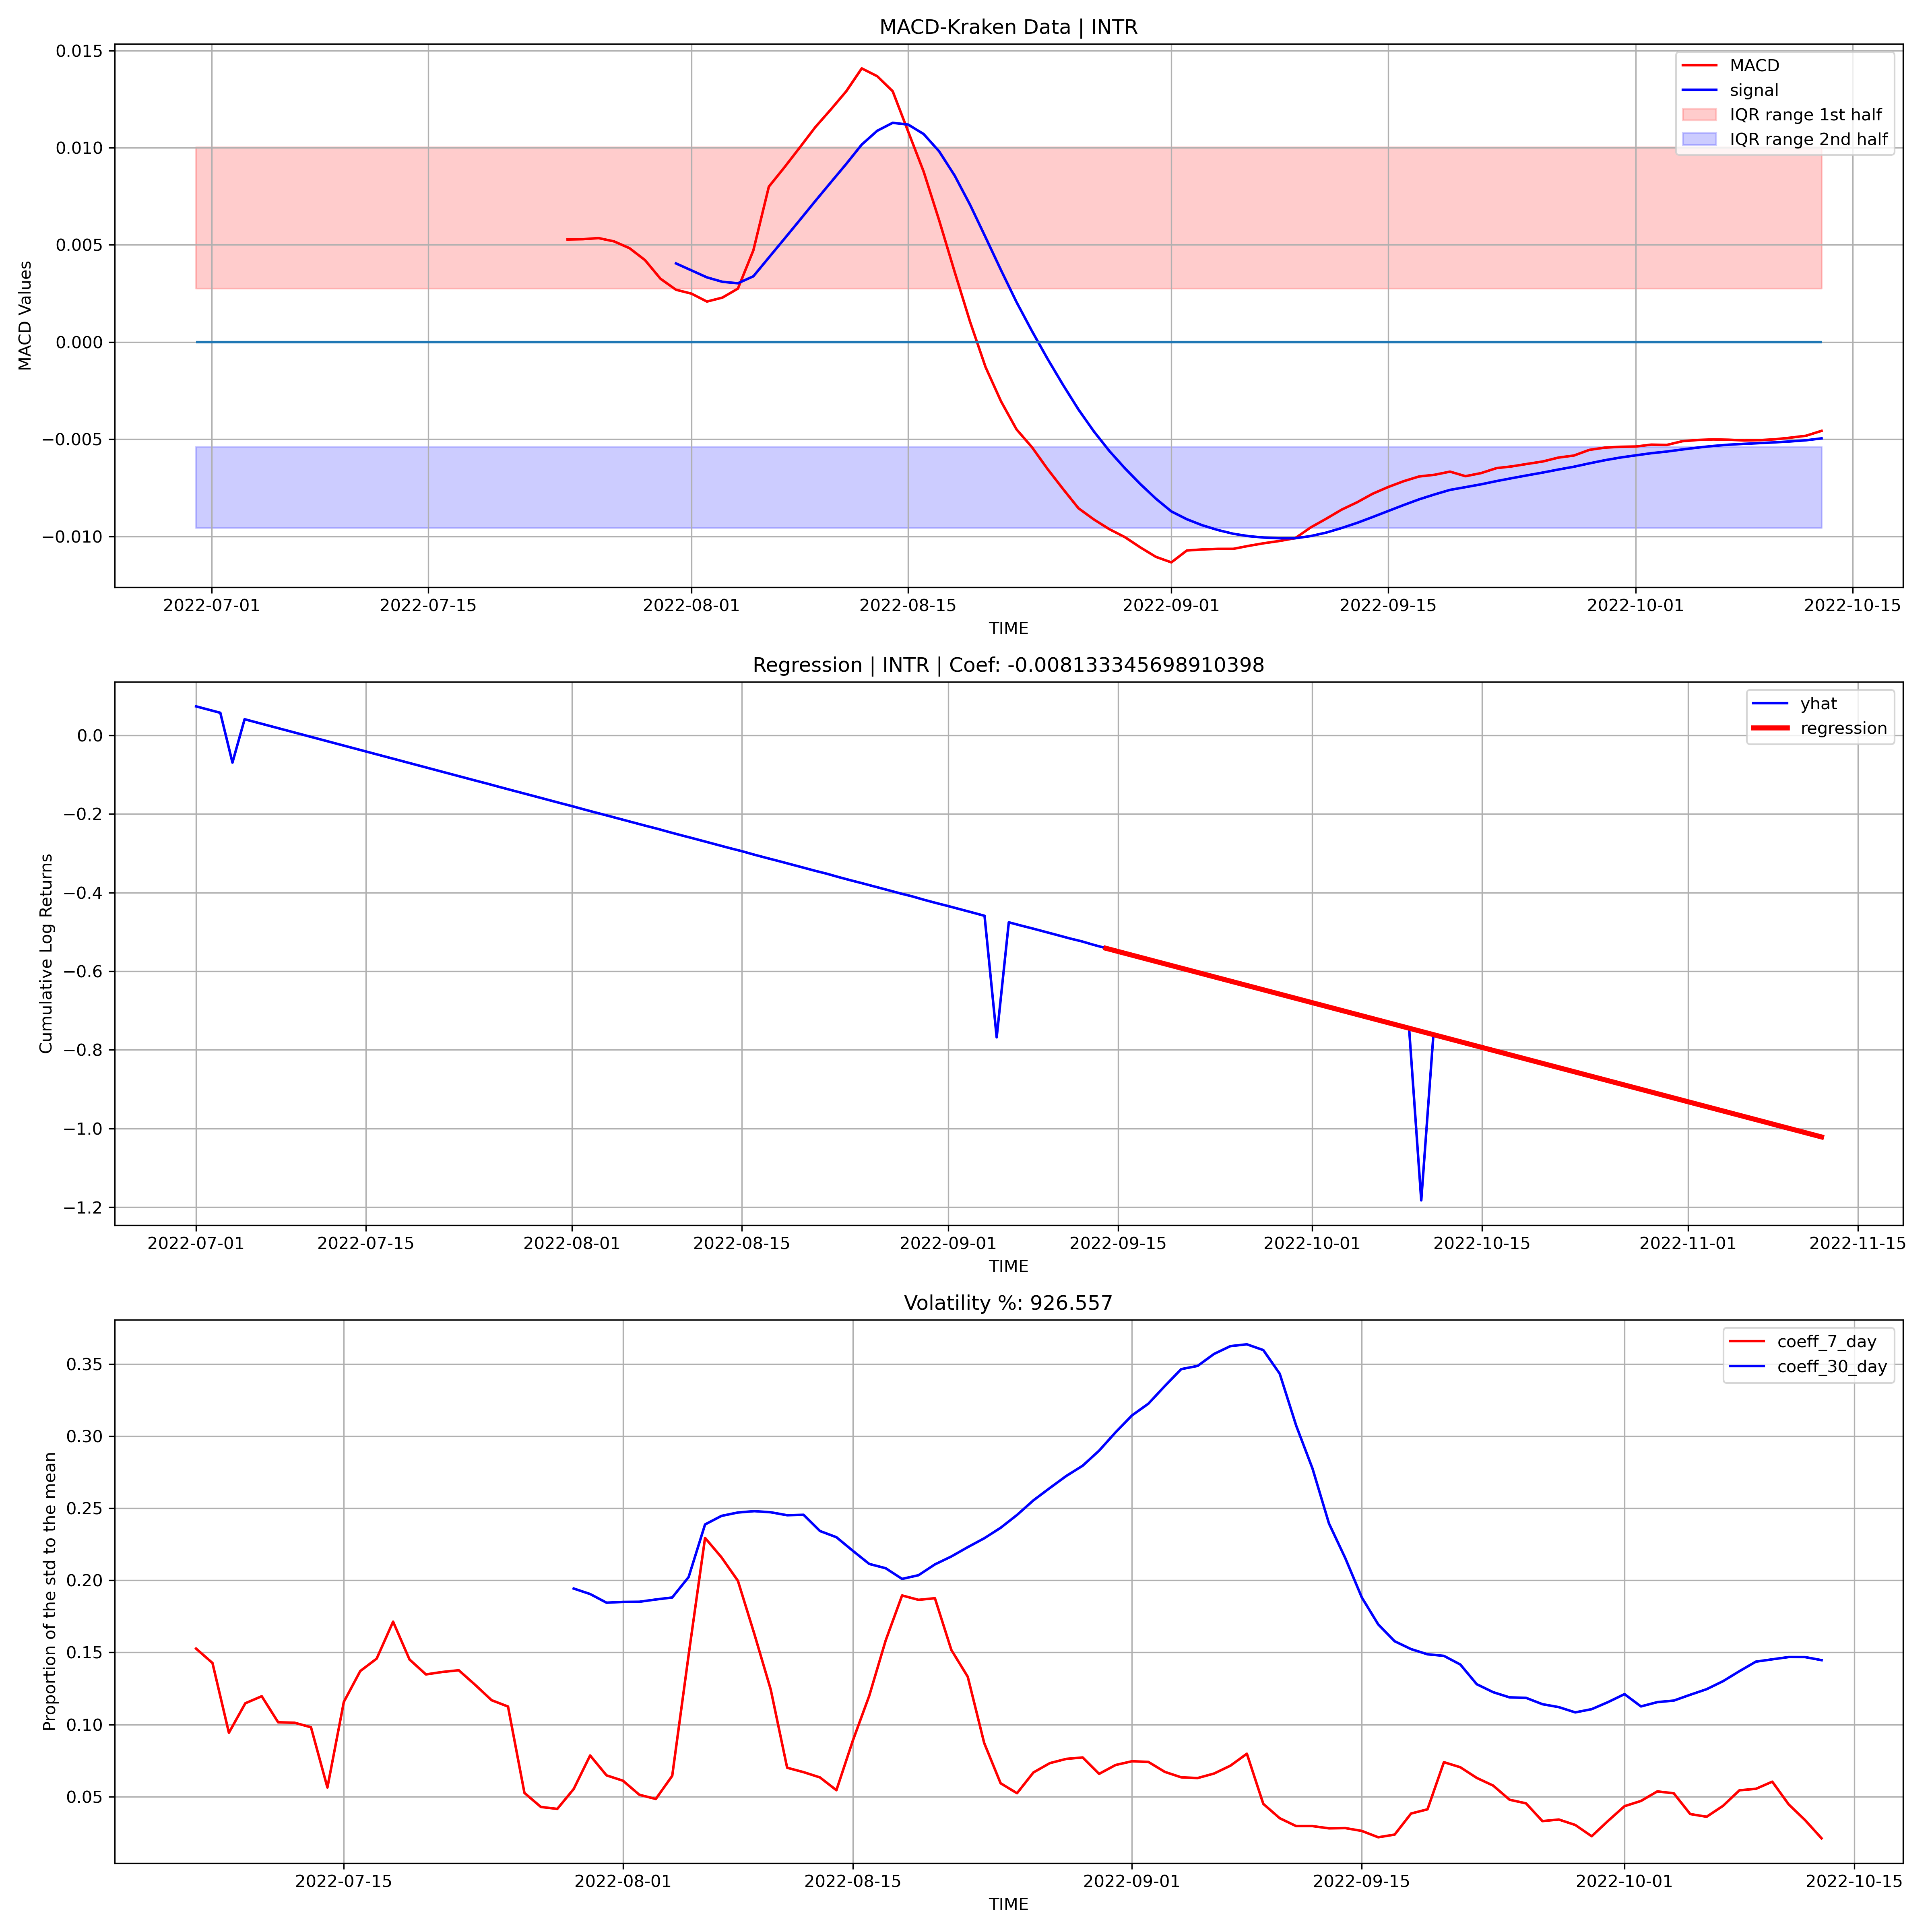 MACD-Kraken Data | INTR
0.015
0.010
0.005
0.000
−0.005
−0.010
MACD Values
MACD
signal
IQR range 1st half
IQR range 2nd half
2022-07-01 2022-07-15 2022-08-01 2022-08-15 2022-09-01 2022-09-15 2022-10-01 2022-10-15
TIME
Regression | INTR | Coef: -0.008133345698910398
0.0
−0.2
−0.4
−0.6
−0.8
−1.0
−1.2
Cumulative Log Returns
yhat
regression
2022-07-01 2022-07-15 2022-08-01 2022-08-15 2022-09-01 2022-09-15 2022-10-01 2022-10-15 2022-11-01 2022-11-15
TIME
Volatility %: 926.557
0.35
0.30
0.25
0.20
0.15
0.10
0.05
Proportion of the std to the mean
coeff_7_day
coeff_30_day
2022-07-15 2022-08-01 2022-08-15 2022-09-01 2022-09-15 2022-10-01 2022-10-15
TIME